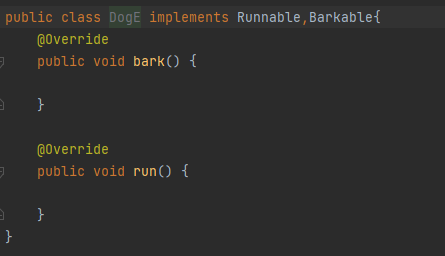 public class DogE implements Runnable,Barkable{
@Override
public void bark() {
}
@Override
public void run() {
}
}